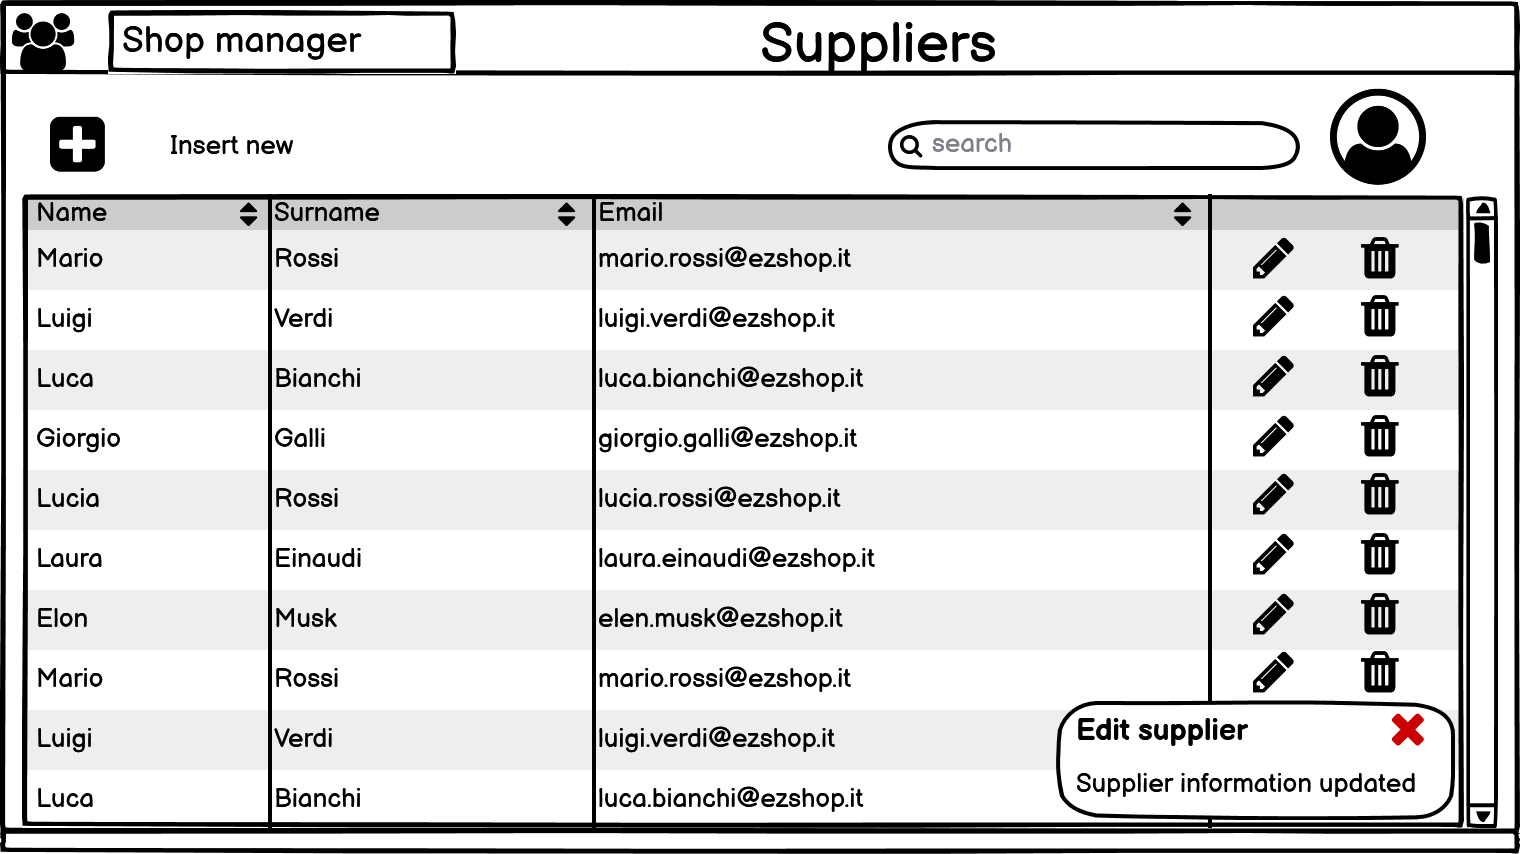 Shop manager
Suppliers
Insert new
search
Name Surname Email
Mario Rossi mario.rossi@ezshop.it
Luigi Verdi luigi.verdi@ezshop.it
Luca Bianchi luca.bianchi@ezshop.it
Giorgio Galli giorgio.galli@ezshop.it
Lucia Rossi lucia.rossi@ezshop.it
Laura Einaudi laura.einaudi@ezshop.it
Elon Musk elen.musk@ezshop.it
Mario Rossi mario.rossi@ezshop.it
Luigi Verdi luigi.verdi@ezshop.it
Luca Bianchi luca.bianchi@ezshop.it
Edit supplier
Supplier information updated